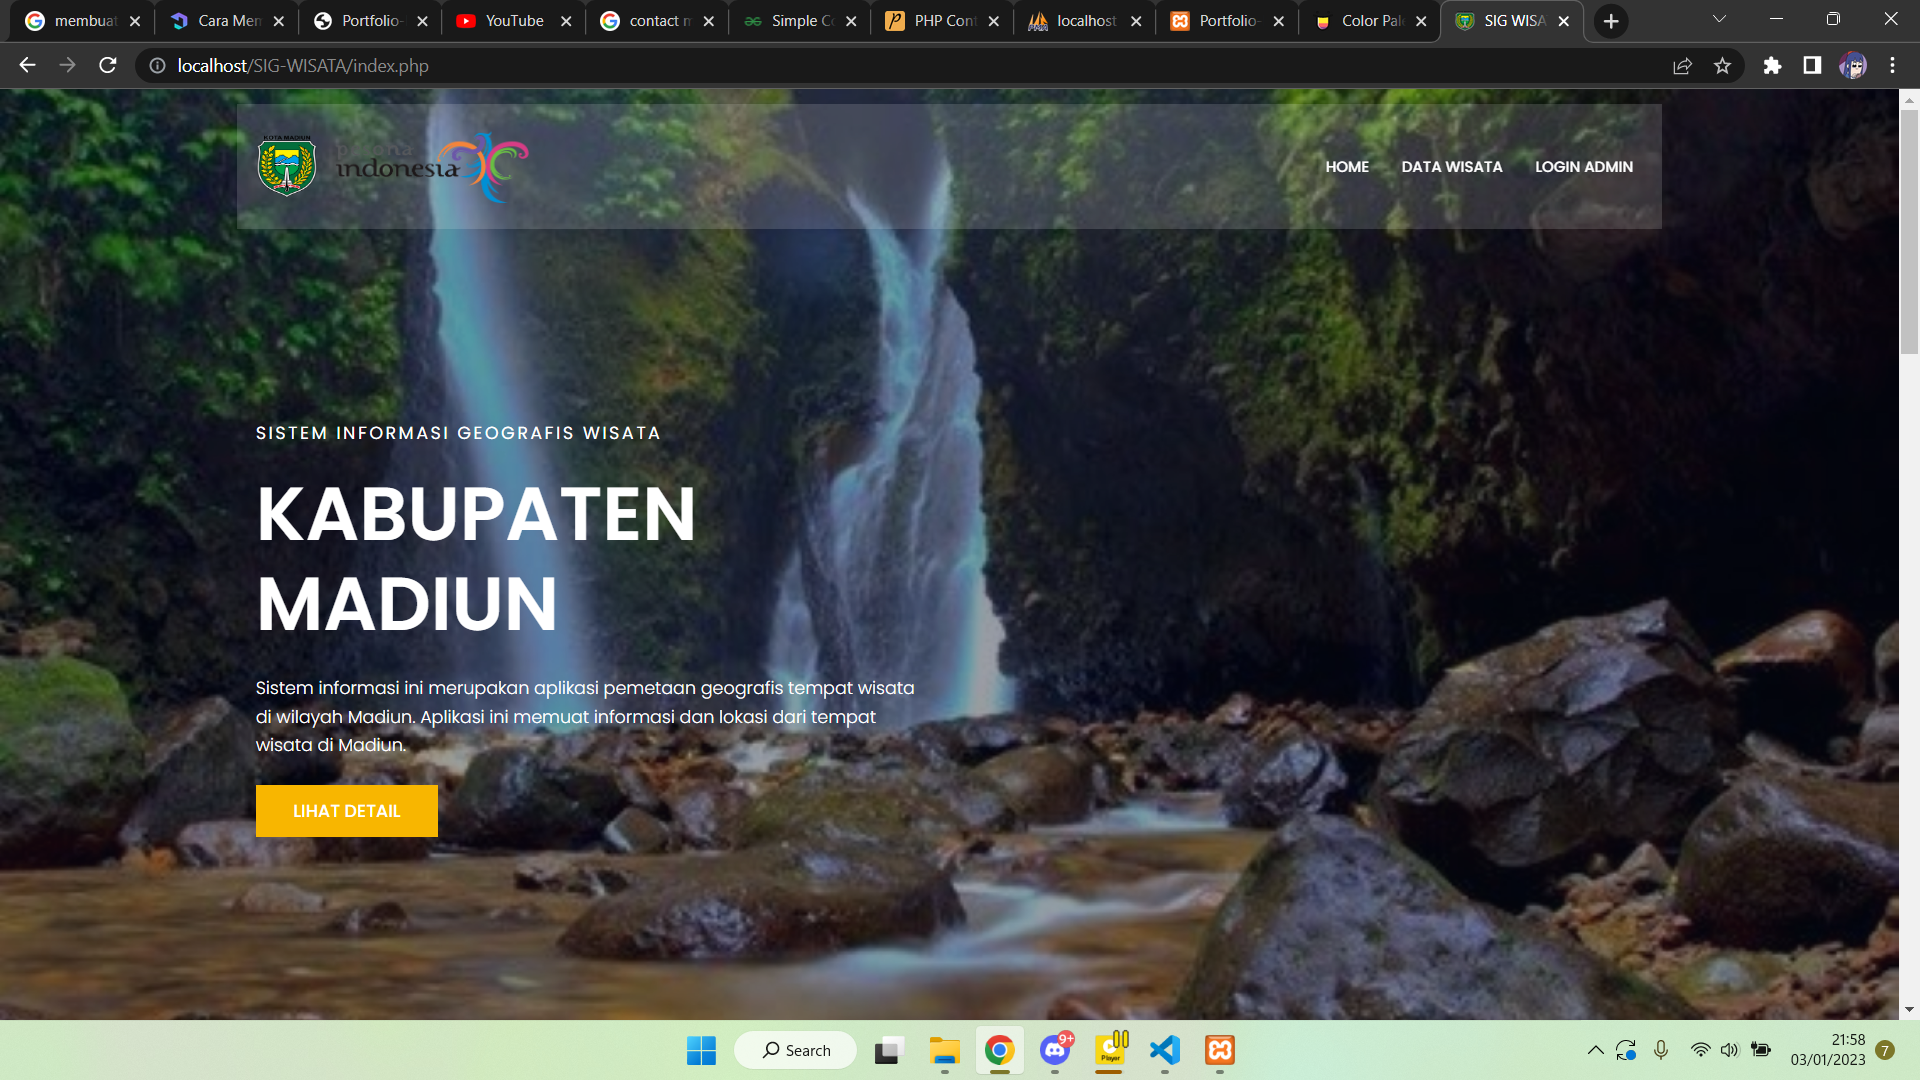 membuat
Cara Mem
Portfolio-
YouTube
contact m
Simple Co
PHP Cont
localhost
Portfolio-
Color Pale
SIG WISA
localhost/SIG-WISATA/index.php
KOTA MADIUN
pesona
indonesia
HOME
DATA WISATA
LOGIN ADMIN
SISTEM INFORMASI GEOGRAFIS WISATA
KABUPATEN
MADIUN
Sistem informasi ini merupakan aplikasi pemetaan geografis tempat wisata
di wilayah Madiun. Aplikasi ini memuat informasi dan lokasi dari tempat
wisata di Madiun.
LIHAT DETAIL
Search
9+
Player
21:58
03/01/2023
7